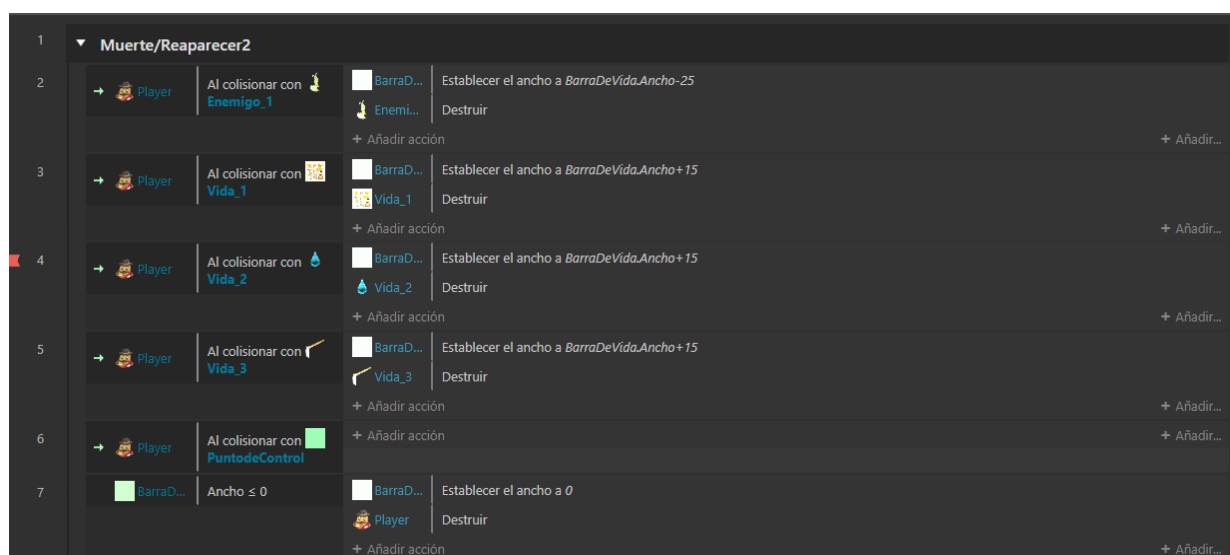 1 Muerte/Reaparecer2
2 Player Al colisionar con Enemigo_1 BarraD... Establecer el ancho a BarraDeVida.Ancho-25
Enemi... Destruir
+ Añadir acción + Añadir...
3 Player Al colisionar con Vida_1 BarraD... Establecer el ancho a BarraDeVida.Ancho+15
Vida_1 Destruir
+ Añadir acción + Añadir...
4 Player Al colisionar con Vida_2 BarraD... Establecer el ancho a BarraDeVida.Ancho+15
Vida_2 Destruir
+ Añadir acción + Añadir...
5 Player Al colisionar con Vida_3 BarraD... Establecer el ancho a BarraDeVida.Ancho+15
Vida_3 Destruir
+ Añadir acción + Añadir...
6 Player Al colisionar con PuntodeControl + Añadir acción + Añadir...
7 BarraD... Ancho ≤ 0 BarraD... Establecer el ancho a 0
Player Destruir
+ Añadir acción + Añadir...